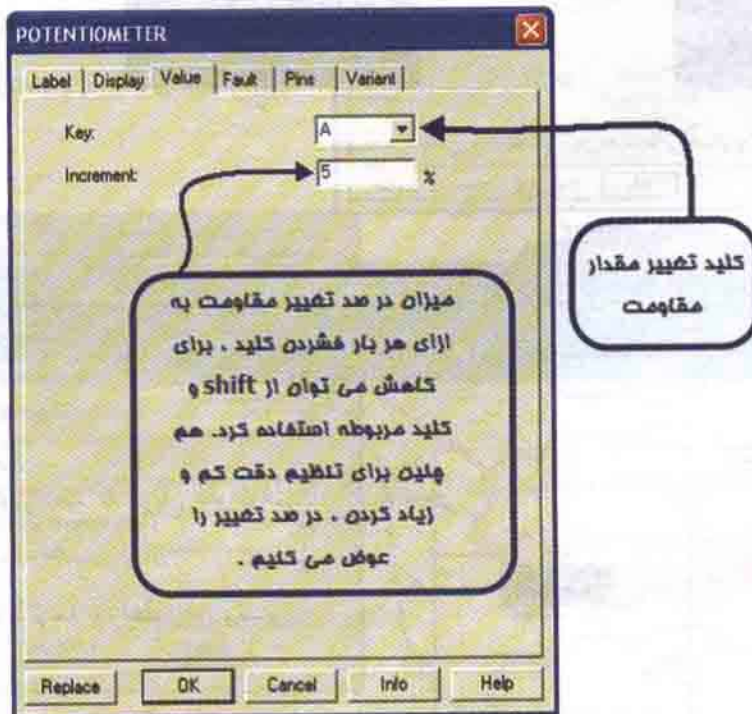 POTENTIOMETER
Label Display Value Fault Pins Variant
Key: A
Increment: 5 %
کلید تغییر مقدار
مقاومت
میزان در صد تغییر مقاومت به
ازای هر بار فشردن کلید . برای
کاهش می توان از shift و
کلید مربوطه استفاده کرد. هم
چنین برای تنظیم دقت کم و
زیاد کردن . در صد تغییر را
عوض می کنیم .
Replace OK Cancel Info Help